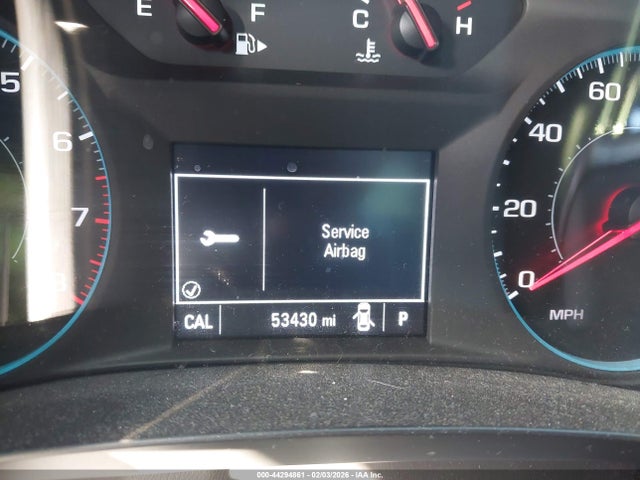 E F
C H
5
6
7
8
Service
Airbag
CAL 53430 mi P
60
40
20
0
MPH
000-44294861 | 02/03/2026 - © IAA Inc.